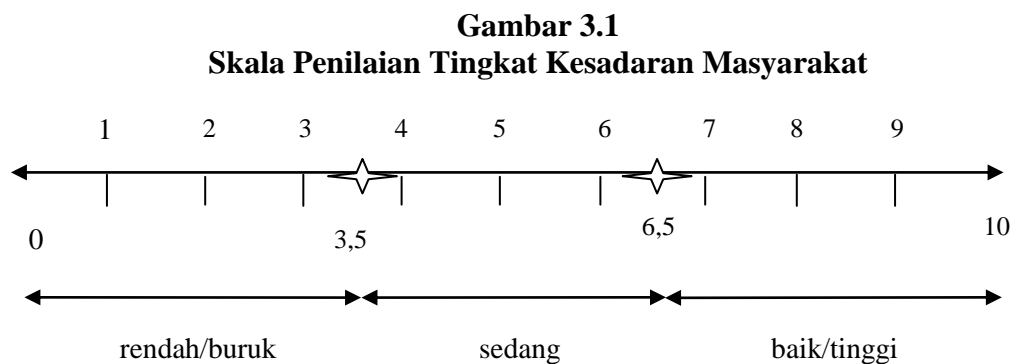 Gambar 3.1
Skala Penilaian Tingkat Kesadaran Masyarakat
1 2 3 4 5 6 7 8 9
0 3,5 6,5 10
rendah/buruk sedang baik/tinggi